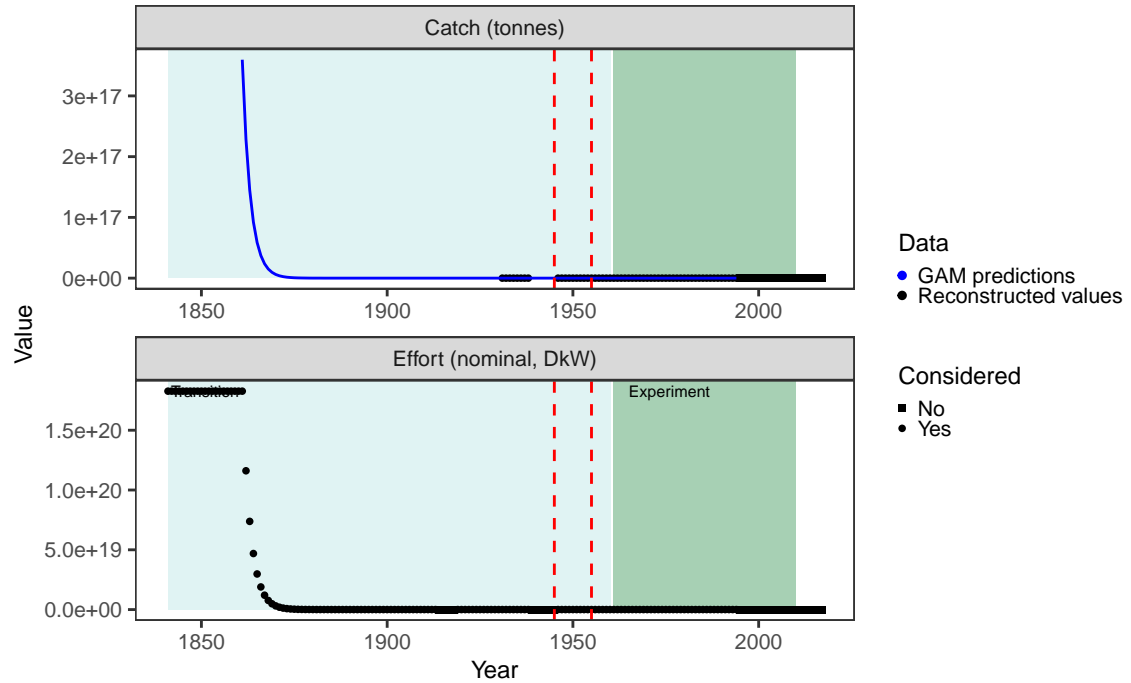 Catch (tonnes)
3e+17
2e+17
1e+17
0e+00
1850
1900
1950
2000
Value
Effort (nominal, DkW)
Transition
Experiment
1.5e+20
1.0e+20
5.0e+19
0.0e+00
1850
1900
1950
2000
Year
Data
GAM predictions
Reconstructed values
Considered
No
Yes